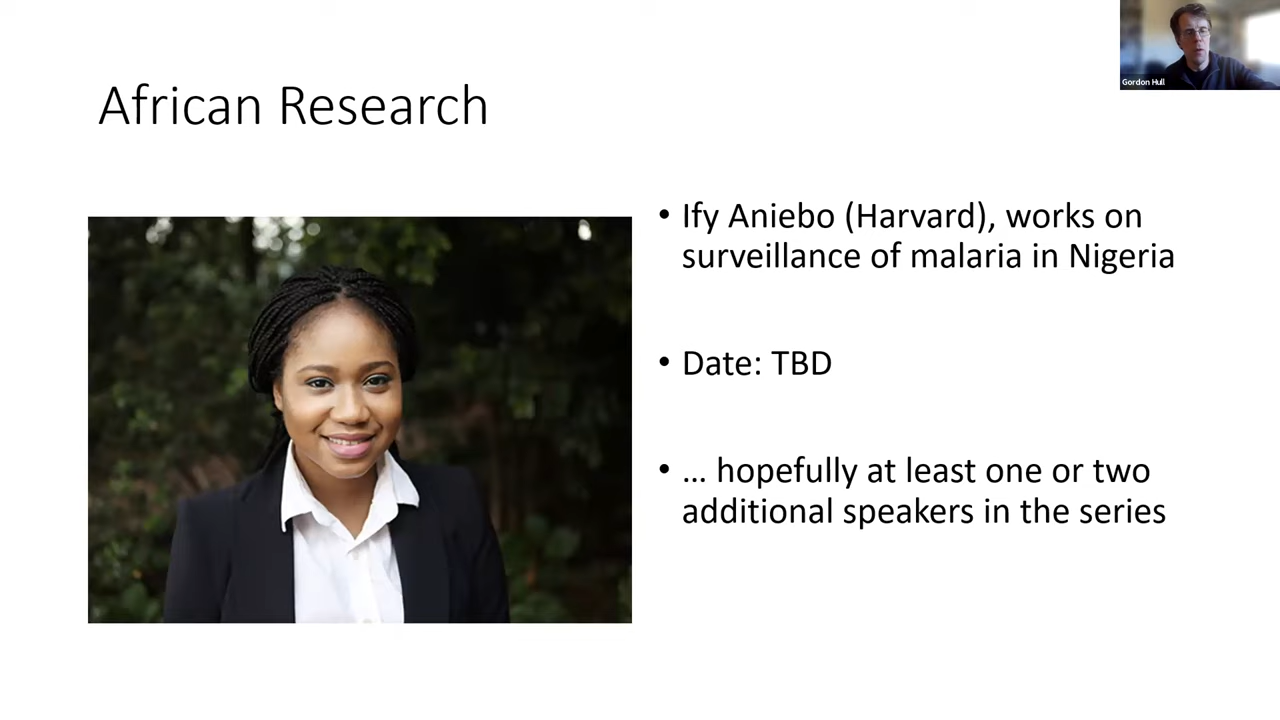 Gordon Hull
African Research
• Ify Aniebo (Harvard), works on
surveillance of malaria in Nigeria
• Date: TBD
• … hopefully at least one or two
additional speakers in the series